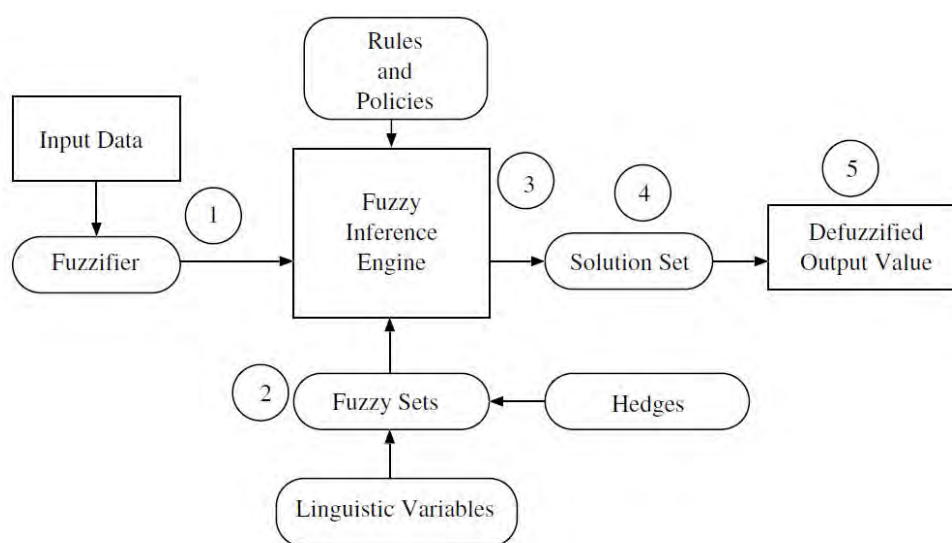 Rules
and
Policies
Input Data
1
Fuzzifier
Fuzzy
Inference
Engine
3
4
Solution Set
5
Defuzzified
Output Value
2
Fuzzy Sets
Hedges
Linguistic Variables